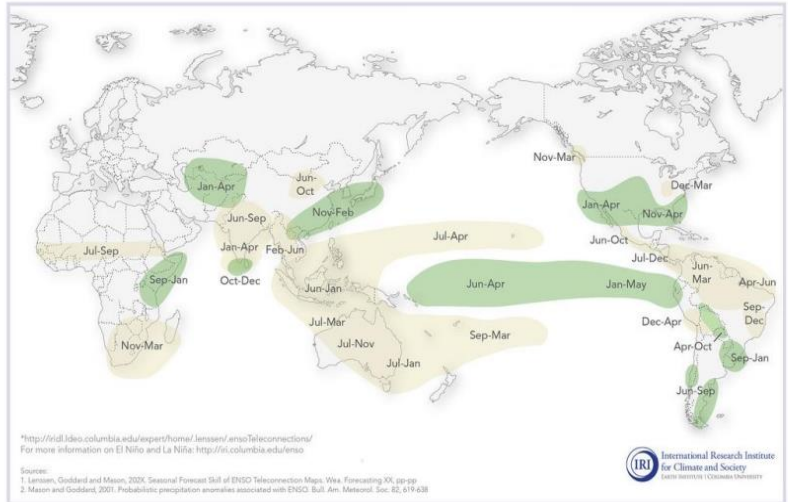 Nov-Mar
Jun-
Oct
Dec-Mar
Jan-Apr
Jan-Apr
Nov-Feb
Nov-Apr
Jun-Sep
Jul-Apr
Jun-Oct
Jul-Sep
Jan-Apr
Feb-Jun
Jul-Dec
Jun-
Mar
Sep-Jan
Oct-Dec
Jun-Jan
Jun-Apr
Jan-May
Apr-Jun
Sep-
Dec
Jul-Mar
Dec-Apr
Nov-Mar
Jul-Nov
Sep-Mar
Apr-Oct
Sep-Jan
Jul-Jan
Jun-Sep
*http://iridl.ldeo.columbia.edu/expert/home/.lenssen/.ensoTeleconnections/
For more information on El Niño and La Niña: http://iri.columbia.edu/enso
Sources:
1. Lenssen, Goddard and Mason, 202X. Seasonal Forecast Skill of ENSO Teleconnection Maps. Wea. Forecasting XX, pp-pp
2. Mason and Goddard, 2001. Probabilistic precipitation anomalies associated with ENSO. Bull. Am. Meteorol. Soc. 82, 619-638
IRI
International Research Institute
for Climate and Society
EARTH INSTITUTE | COLUMBIA UNIVERSITY